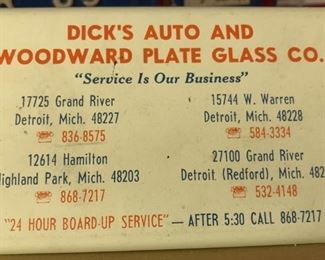 DICK'S AUTO AND
WOODWARD PLATE GLASS CO.
"Service Is Our Business"
17725 Grand River
Detroit, Mich. 48227
836-8575
15744 W. Warren
Detroit, Mich. 48228
584-3334
12614 Hamilton
Highland Park, Mich. 48203
868-7217
27100 Grand River
Detroit (Redford), Mich. 482
532-4148
"24 HOUR BOARD-UP SERVICE" — AFTER 5:30 CALL 868-7217